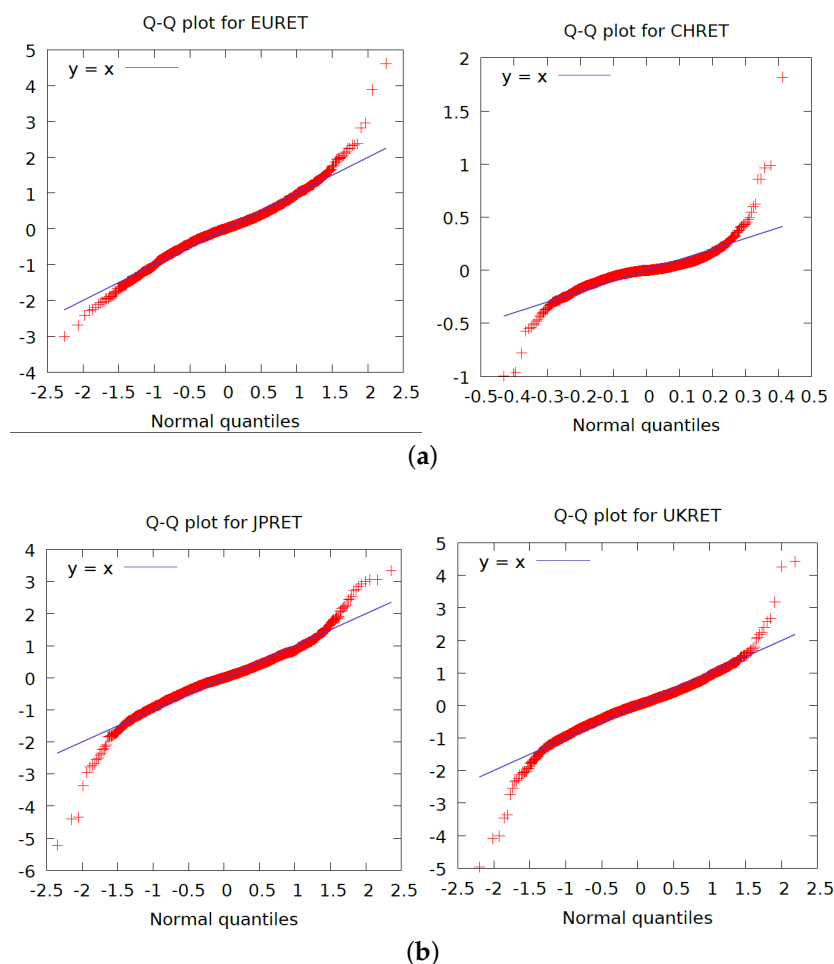 Q-Q plot for EURET
y = x
5
4
3
2
1
0
-1
-2
-3
-4
-2.5 -2 -1.5 -1 -0.5 0 0.5 1 1.5 2 2.5
Normal quantiles
Q-Q plot for CHRET
y = x
2
1.5
1
0.5
0
-0.5
-1
-0.5-0.4-0.3-0.2-0.1 0 0.1 0.2 0.3 0.4 0.5
Normal quantiles
(a)
Q-Q plot for JPRET
y = x
4
3
2
1
0
-1
-2
-3
-4
-5
-6
-2.5 -2 -1.5 -1 -0.5 0 0.5 1 1.5 2 2.5
Normal quantiles
Q-Q plot for UKRET
y = x
5
4
3
2
1
0
-1
-2
-3
-4
-5
-2.5 -2 -1.5 -1 -0.5 0 0.5 1 1.5 2 2.5
Normal quantiles
(b)